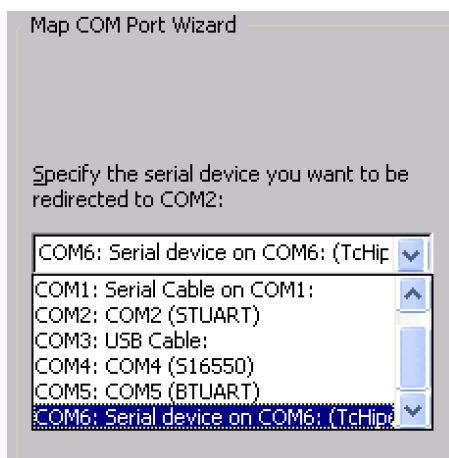 Map COM Port Wizard
Specify the serial device you want to be
redirected to COM2:
COM6: Serial device on COM6: (TcHip
COM1: Serial Cable on COM1:
COM2: COM2 (STUART)
COM3: USB Cable:
COM4: COM4 (S16550)
COM5: COM5 (BTUART)
COM6: Serial device on COM6: (TcHipe